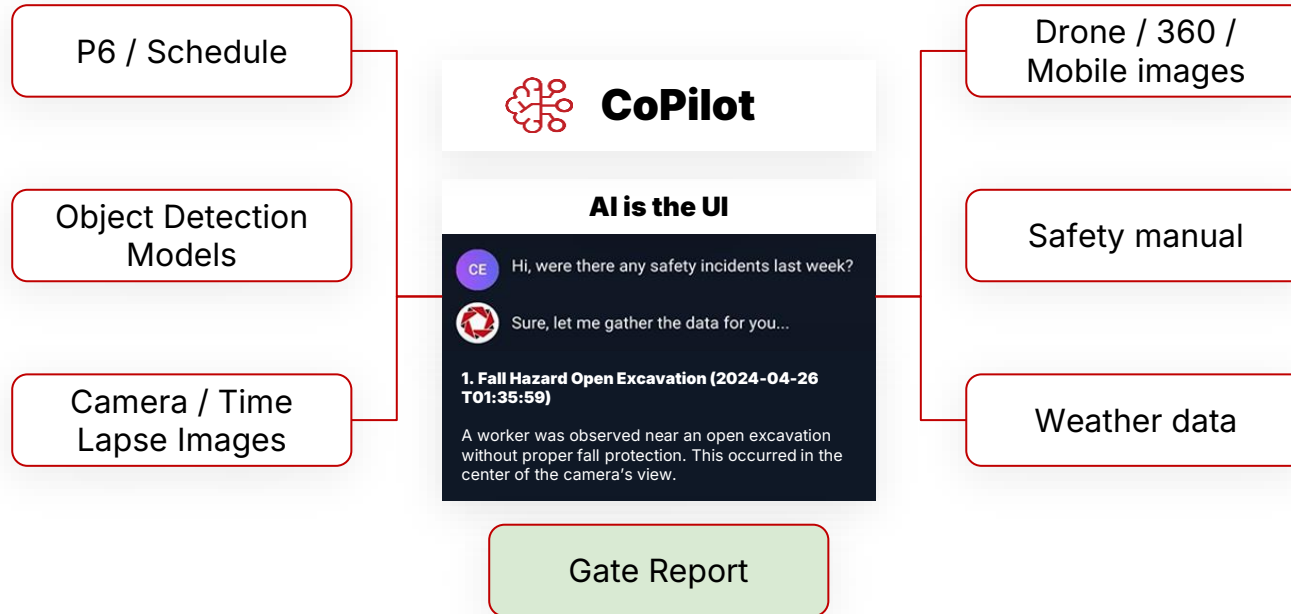 P6 / Schedule
Object Detection
Models
Camera / Time
Lapse Images
CoPilot
AI is the UI
CE
Hi, were there any safety incidents last week?
Sure, let me gather the data for you...
1. Fall Hazard Open Excavation (2024-04-26
T01:35:59)
A worker was observed near an open excavation
without proper fall protection. This occurred in the
center of the camera’s view.
Gate Report
Drone / 360 /
Mobile images
Safety manual
Weather data